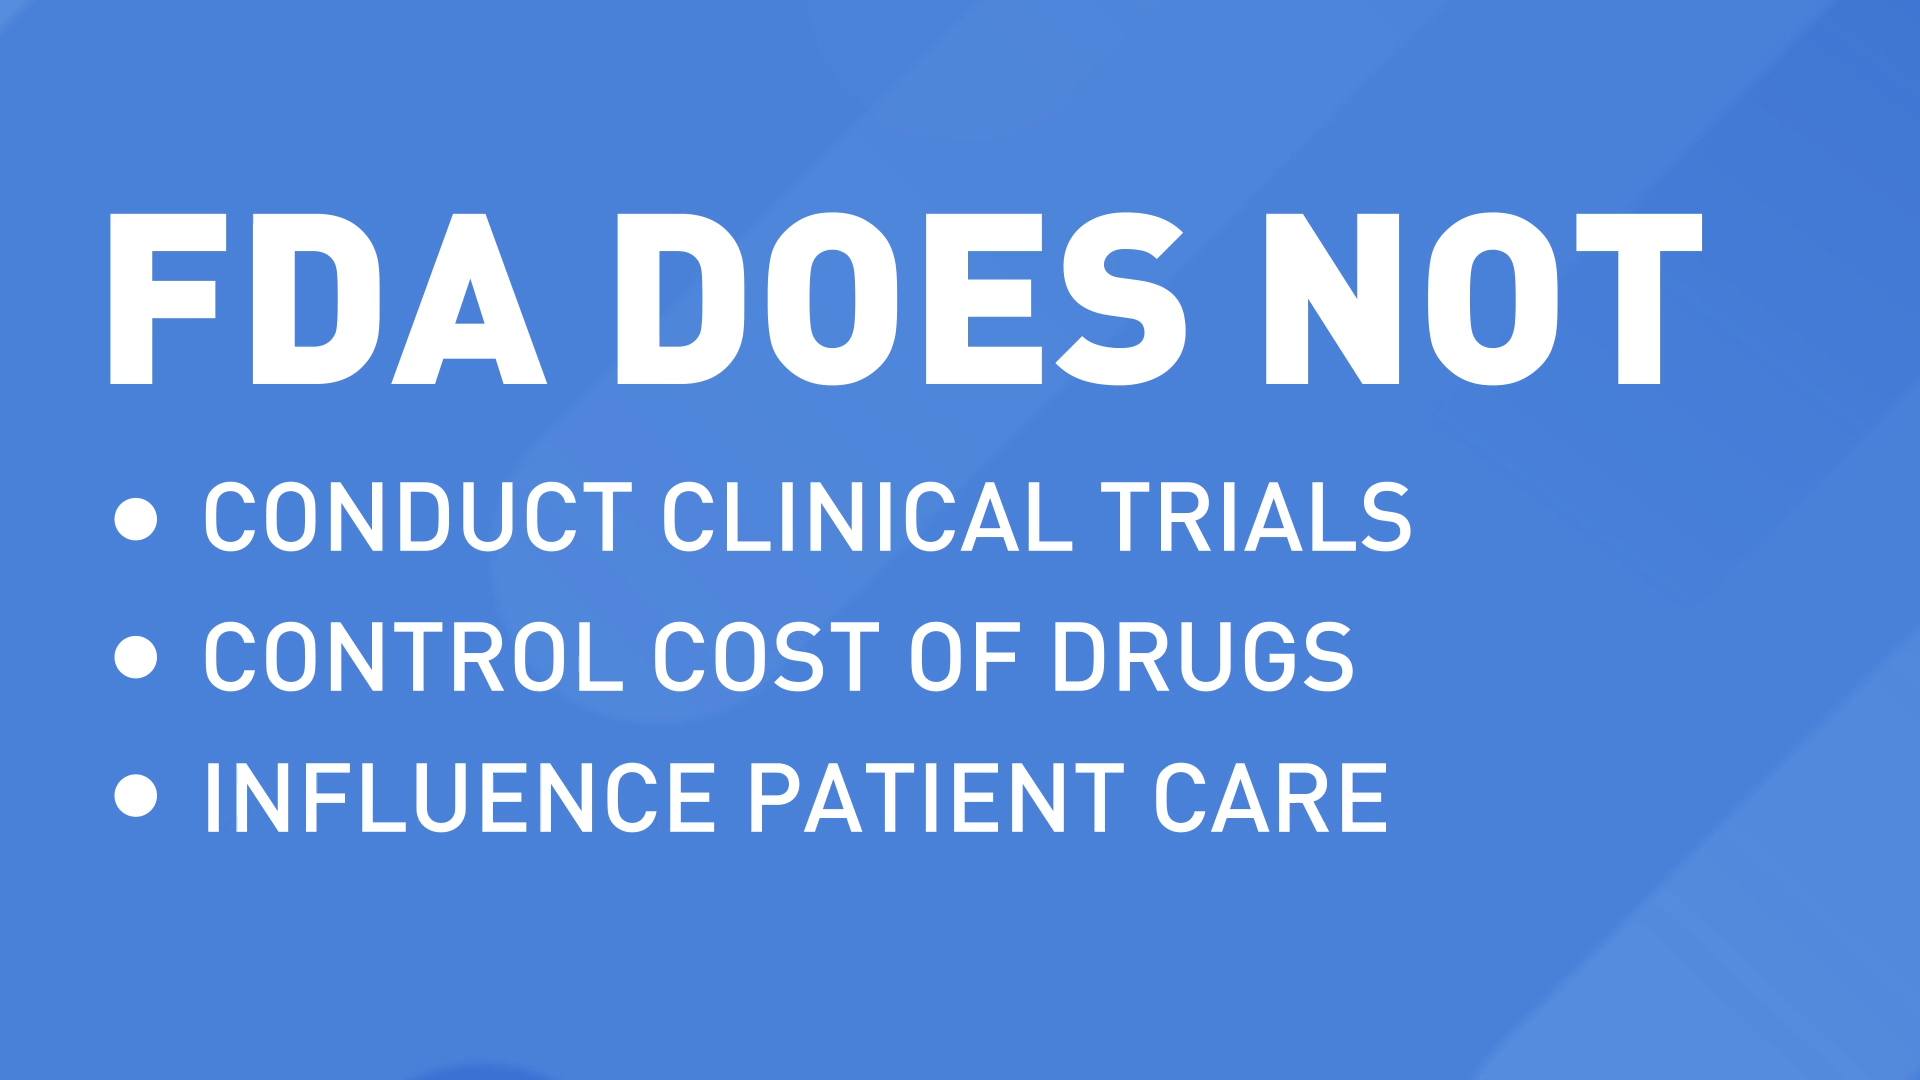 FDA DOES NOT
• CONDUCT CLINICAL TRIALS
• CONTROL COST OF DRUGS
• INFLUENCE PATIENT CARE